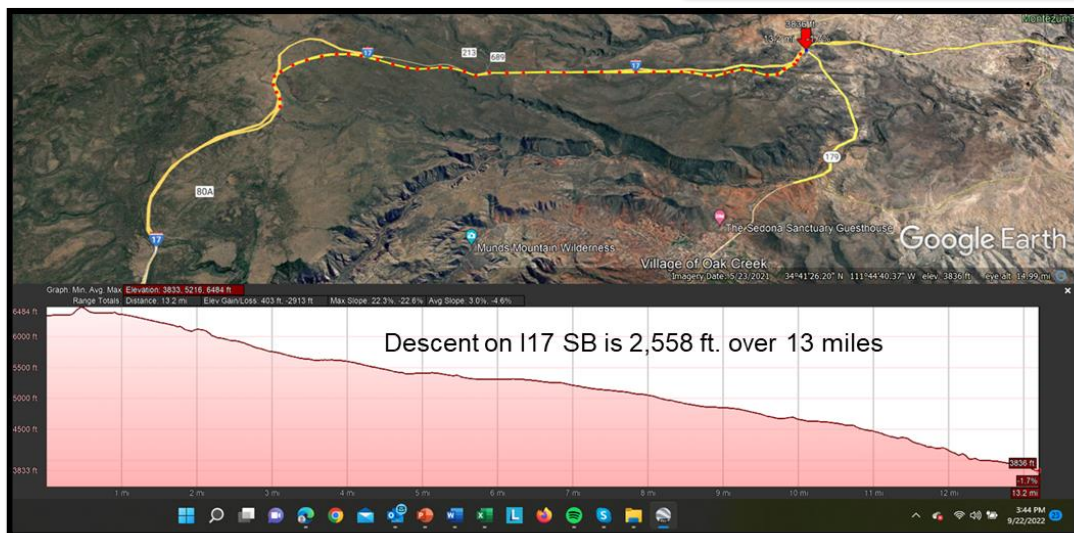 3836 ft
Montezuma
17
213
689
17
179
80A
17
The Sedona Sanctuary Guesthouse
Munds Mountain Wilderness
Village of Oak Creek
Google Earth
Imagery Date: 5/23/2021 34°41'26.20" N 111°44'40.37" W elev 3836 ft eye alt 14.99 mi
Graph: Min, Avg, Max Elevation: 3833, 5216, 6484 ft
Range Totals: Distance: 13.2 mi Elev Gain/Loss: 403 ft, -2913 ft Max Slope: 22.3%, -22.6% Avg Slope: 3.0%, -4.6%
6484 ft
Descent on I17 SB is 2,558 ft. over 13 miles
6000 ft
5500 ft
5000 ft
4500 ft
3836 ft
3833 ft
-1.7%
1 mi 2 mi 3 mi 4 mi 5 mi 6 mi 7 mi 8 mi 9 mi 10 mi 11 mi 12 mi 13.2 mi
3:44 PM
9/22/2022